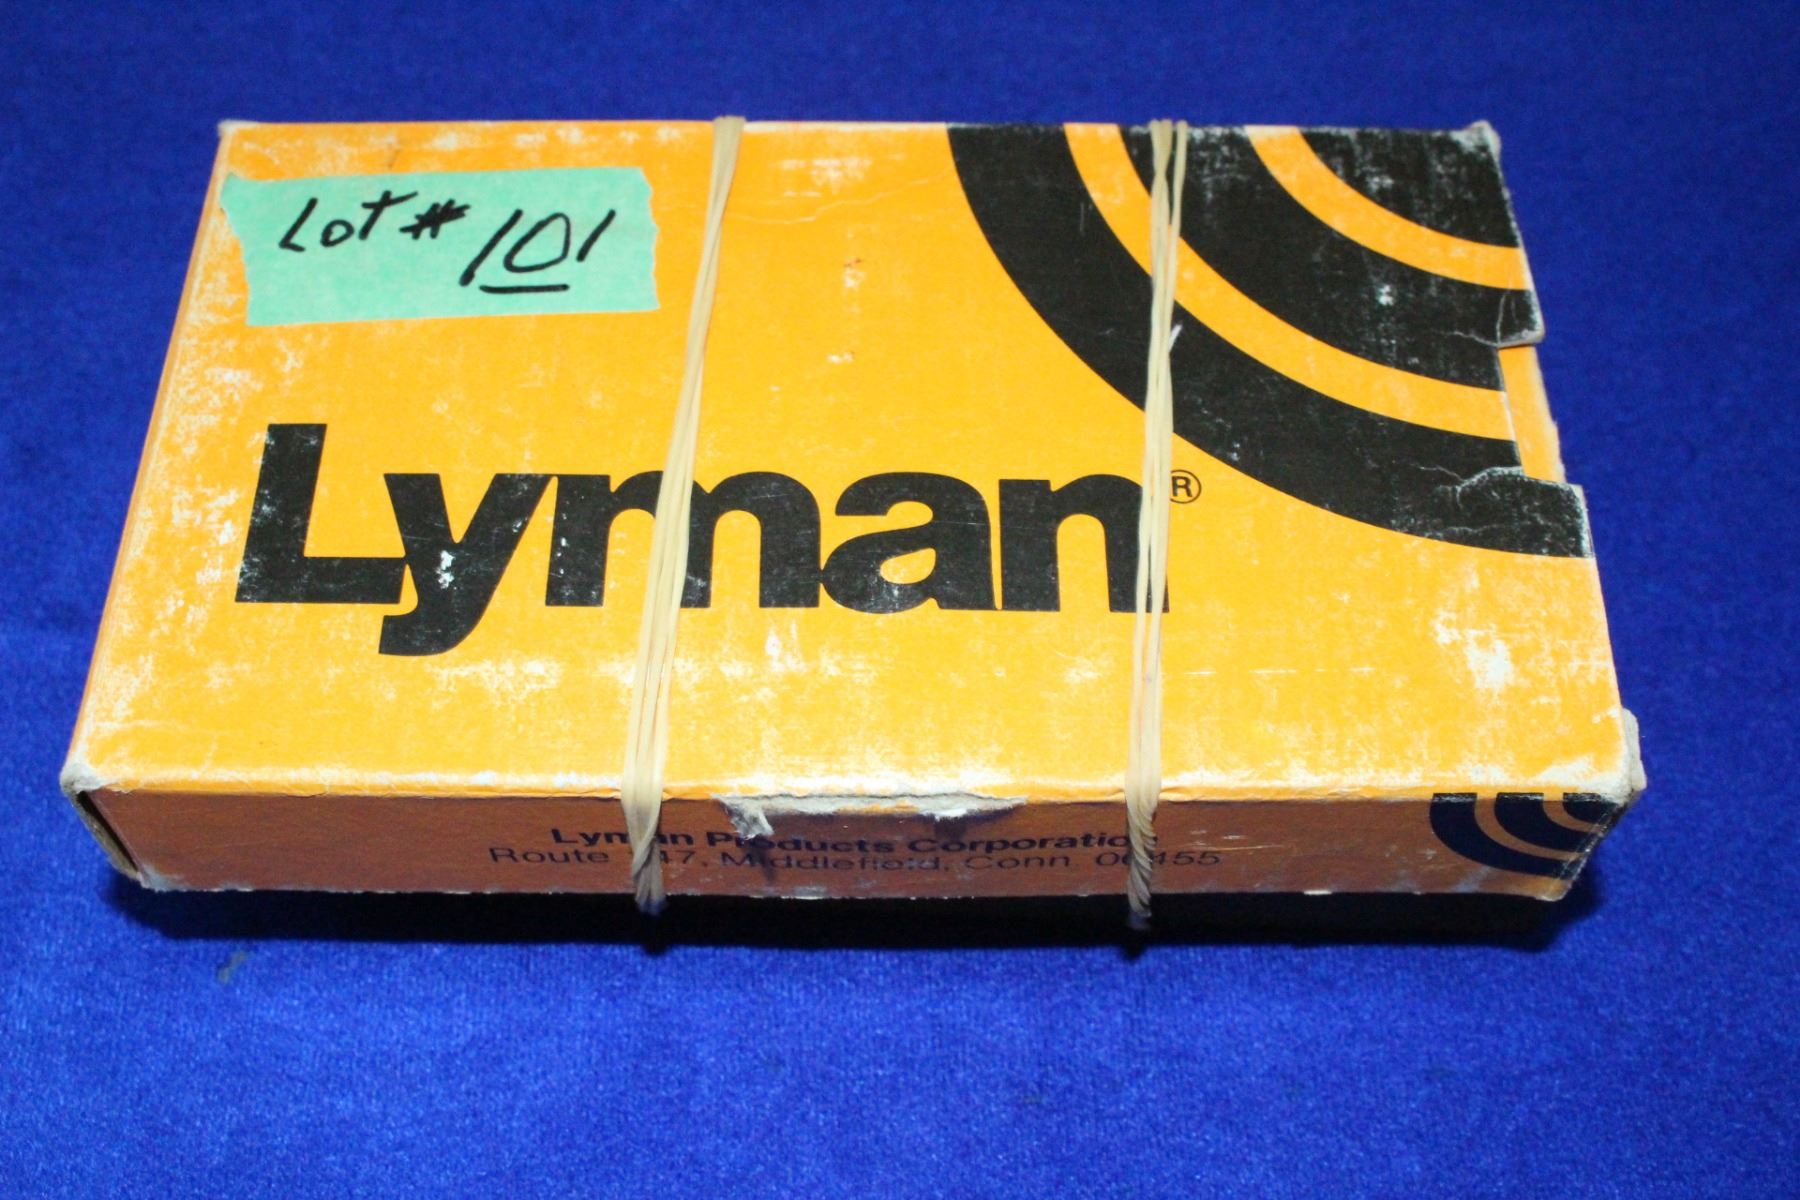 Lot # 101
Lyman®
Lyman Products Corporation
Route 147, Middlefield, Conn. 06455